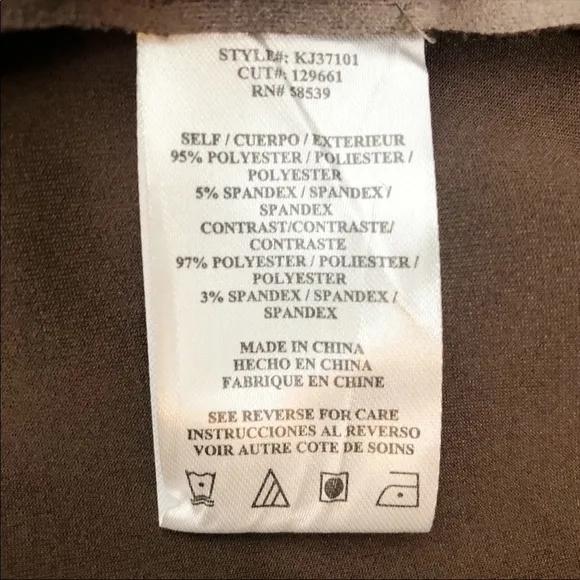 STYLE#: KJ37101
CUT#: 129661
RN# 58539
SELF / CUERPO / EXTERIEUR
95% POLYESTER / POLIESTER /
POLYESTER
5% SPANDEX / SPANDEX /
SPANDEX
CONTRAST/CONTRASTE/
CONTRASTE
97% POLYESTER / POLIESTER /
POLYESTER
3% SPANDEX / SPANDEX /
SPANDEX
MADE IN CHINA
HECHO EN CHINA
FABRIQUE EN CHINE
SEE REVERSE FOR CARE
INSTRUCCIONES AL REVERSO
VOIR AUTRE COTE DE SOINS